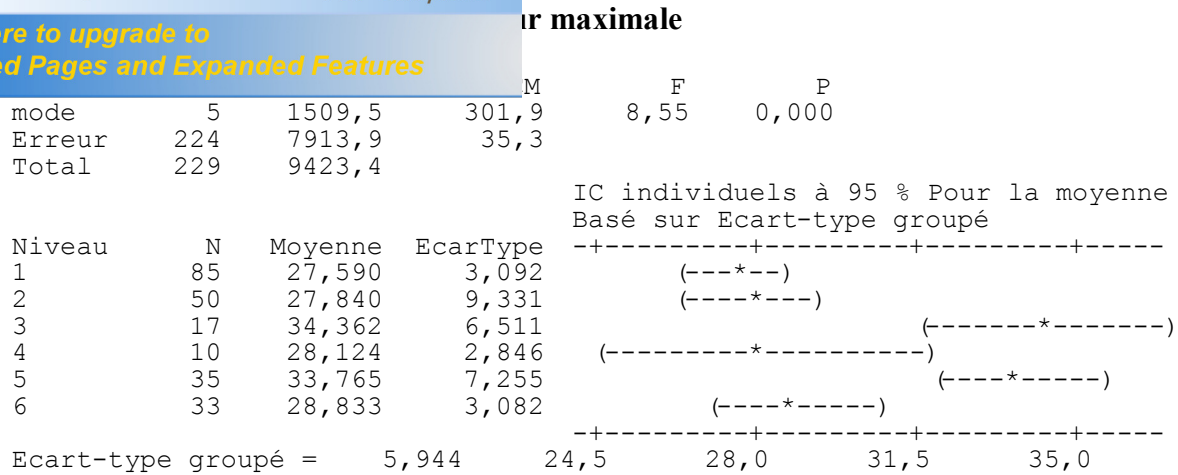 ur maximale
re to upgrade to
ed Pages and Expanded Features
M F P
mode 5 1509,5 301,9 8,55 0,000
Erreur 224 7913,9 35,3
Total 229 9423,4
IC individuels à 95 % Pour la moyenne
Basé sur Ecart-type groupé
Niveau N Moyenne EcarType -+---------+---------+---------+-----
1 85 27,590 3,092 (---*--)
2 50 27,840 9,331 (----*---)
3 17 34,362 6,511 (-------*-------)
4 10 28,124 2,846 (---------*----------)
5 35 33,765 7,255 (----*-----)
6 33 28,833 3,082 (----*-----)
-+---------+---------+---------+-----
Ecart-type groupé = 5,944 24,5 28,0 31,5 35,0